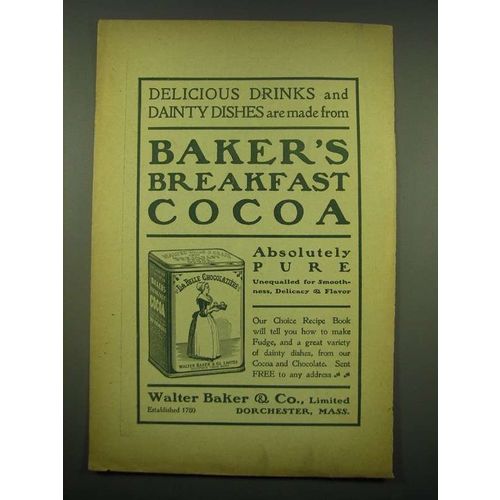 DELICIOUS DRINKS and
DAINTY DISHES are made from
BAKER'S
BREAKFAST
COCOA
LA BELLE CHOCOLATIERE
BAKER'S
COCOA
WALTER BAKER & CO. LIMITED
Absolutely
PURE
Unequalled for Smooth-
ness, Delicacy & Flavor
Our Choice Recipe Book
will tell you how to make
Fudge, and a great variety
of dainty dishes, from our
Cocoa and Chocolate. Sent
FREE to any address
Walter Baker & Co., Limited
Established 1780
DORCHESTER, MASS.